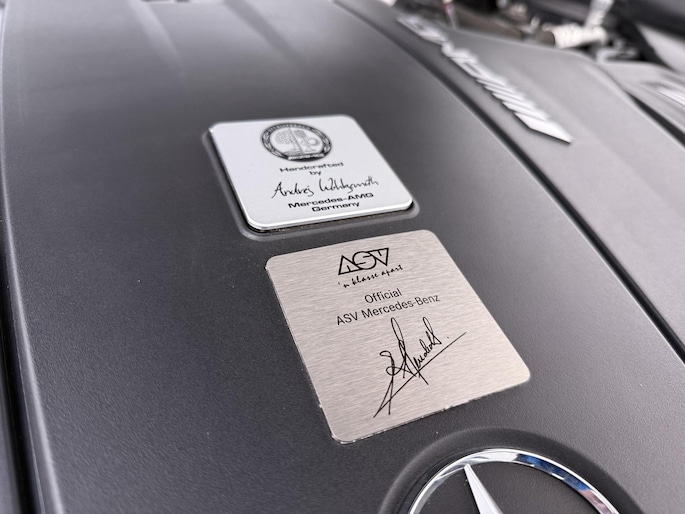 Handcrafted
by
Mercedes-AMG
Germany
ASV
'n klasse apart
Official
ASV Mercedes-Benz